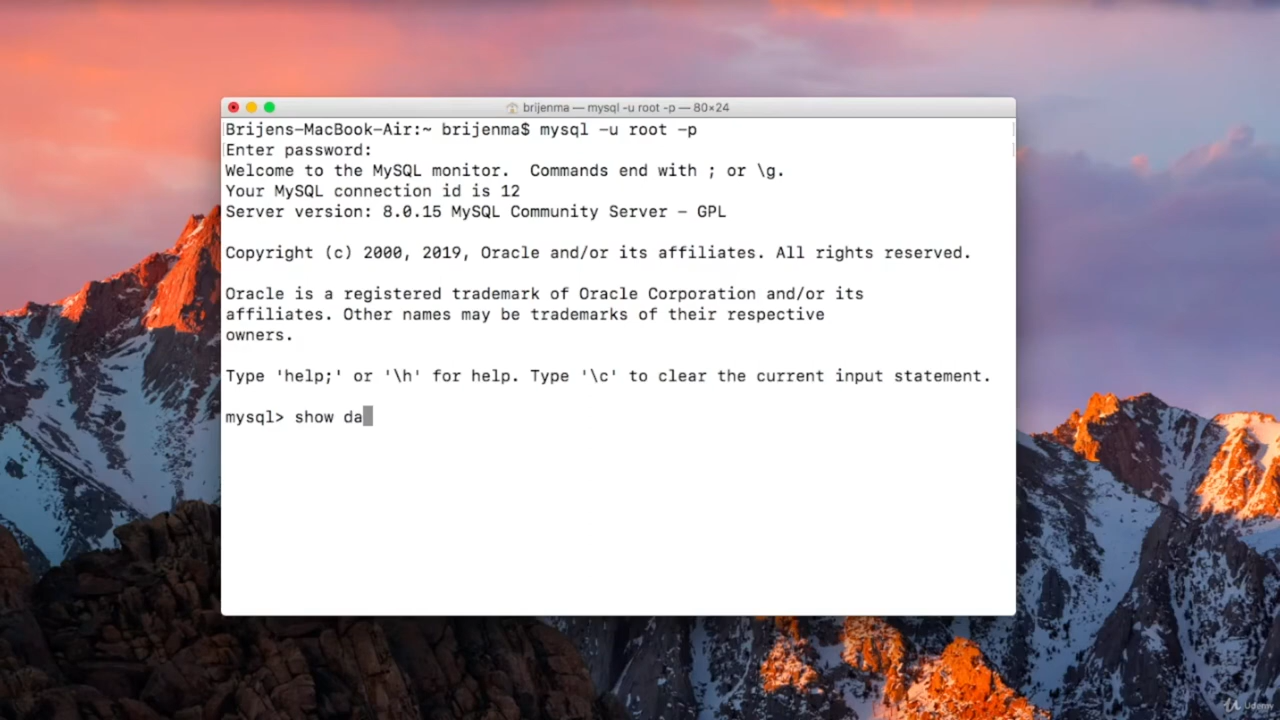 brijenma — mysql -u root -p — 80×24
Brijens-MacBook-Air:~ brijenma$ mysql -u root -p
Enter password:
Welcome to the MySQL monitor.  Commands end with ; or \g.
Your MySQL connection id is 12
Server version: 8.0.15 MySQL Community Server - GPL
Copyright (c) 2000, 2019, Oracle and/or its affiliates. All rights reserved.
Oracle is a registered trademark of Oracle Corporation and/or its
affiliates. Other names may be trademarks of their respective
owners.
Type 'help;' or '\h' for help. Type '\c' to clear the current input statement.
mysql> show da
Udemy